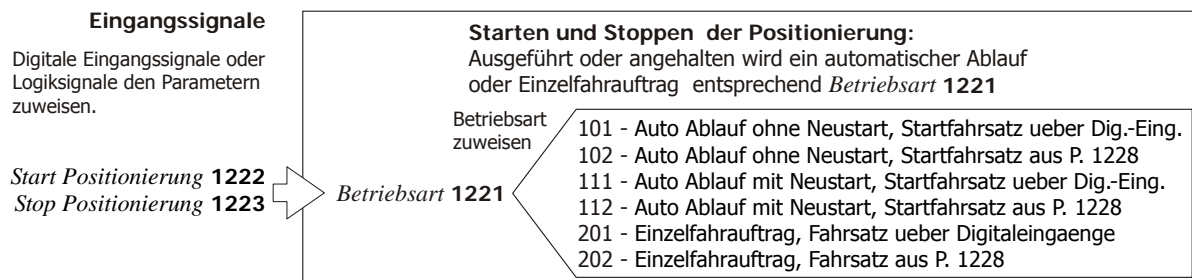 Eingangssignale
Digitale Eingangssignale oder
Logiksignale den Parametern
zuweisen.
Start Positionierung 1222
Stop Positionierung 1223
Starten und Stoppen der Positionierung:
Ausgeführt oder angehalten wird ein automatischer Ablauf
oder Einzelfahrauftrag entsprechend Betriebsart 1221
Betriebsart
zuweisen
Betriebsart 1221
101 - Auto Ablauf ohne Neustart, Startfahrsatz ueber Dig.-Eing.
102 - Auto Ablauf ohne Neustart, Startfahrsatz aus P. 1228
111 - Auto Ablauf mit Neustart, Startfahrsatz ueber Dig.-Eing.
112 - Auto Ablauf mit Neustart, Startfahrsatz aus P. 1228
201 - Einzelfahrauftrag, Fahrsatz ueber Digitaleingaenge
202 - Einzelfahrauftrag, Fahrsatz aus P. 1228